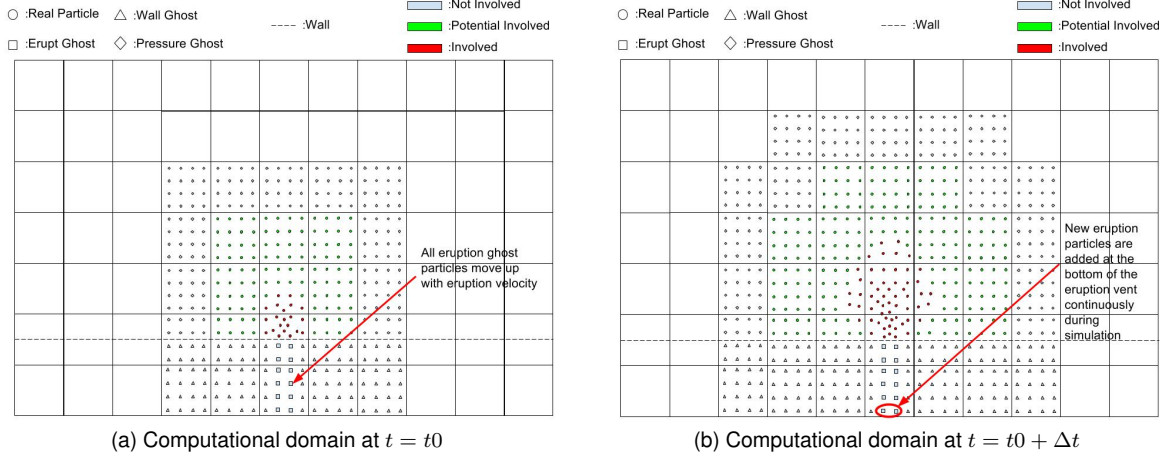 :Real Particle :Wall Ghost :Wall :Not Involved
:Potential Involved
:Erupt Ghost :Pressure Ghost :Involved
All eruption ghost
particles move up
with eruption velocity
(a) Computational domain at t = t0
:Real Particle :Wall Ghost :Wall :Not Involved
:Potential Involved
:Erupt Ghost :Pressure Ghost :Involved
New eruption
particles are
added at the
bottom of the
eruption vent
continuously
during
simulation
(b) Computational domain at t = t0 + Δt